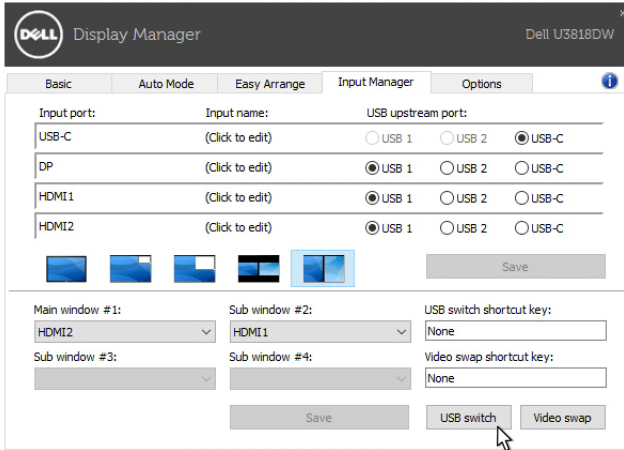 DELL Display Manager Dell U3818DW
Basic Auto Mode Easy Arrange Input Manager Options i
Input port: Input name: USB upstream port:
USB-C (Click to edit) USB 1 USB 2 USB-C
DP (Click to edit) USB 1 USB 2 USB-C
HDMI1 (Click to edit) USB 1 USB 2 USB-C
HDMI2 (Click to edit) USB 1 USB 2 USB-C
Save
Main window #1: Sub window #2: USB switch shortcut key:
HDMI2 HDMI1 None
Sub window #3: Sub window #4: Video swap shortcut key:
None
Save USB switch Video swap